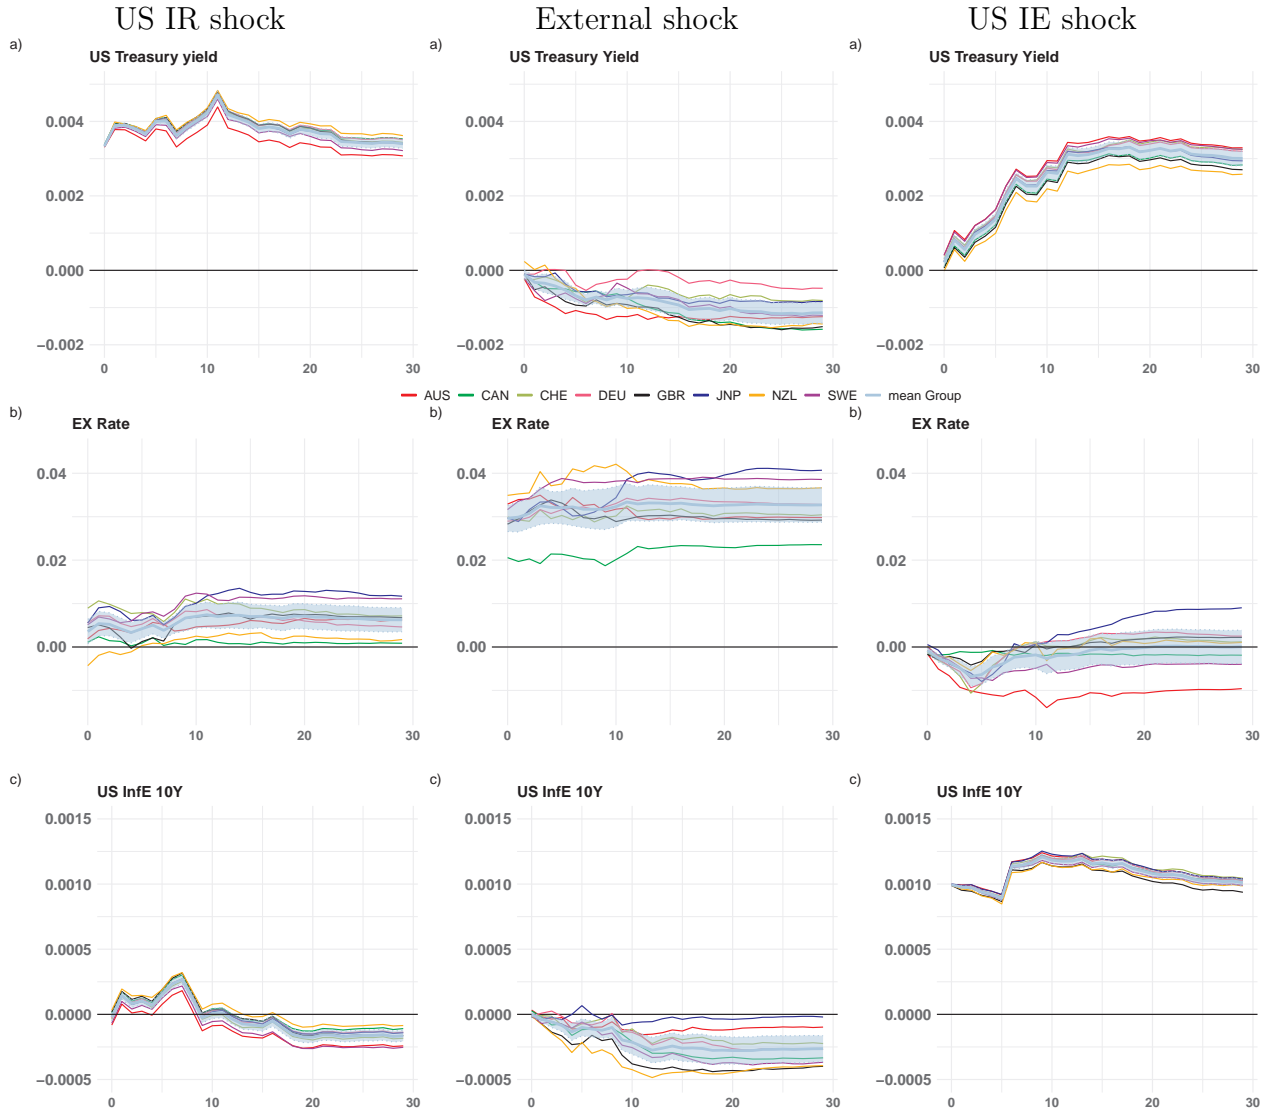 US IR shock External shock US IE shock
a) a) a)
US Treasury yield US Treasury Yield US Treasury Yield
0.004 0.004 0.004
0.002 0.002 0.002
0.000 0.000 0.000
−0.002 −0.002 −0.002
0 10 20 30 0 10 20 30 0 10 20 30
AUS CAN CHE DEU GBR JNP NZL SWE mean Group
b) b) b)
EX Rate EX Rate EX Rate
0.04 0.04 0.04
0.02 0.02 0.02
0.00 0.00 0.00
0 10 20 30 0 10 20 30 0 10 20 30
c) c) c)
US InfE 10Y US InfE 10Y US InfE 10Y
0.0015 0.0015 0.0015
0.0010 0.0010 0.0010
0.0005 0.0005 0.0005
0.0000 0.0000 0.0000
−0.0005 −0.0005 −0.0005
0 10 20 30 0 10 20 30 0 10 20 30